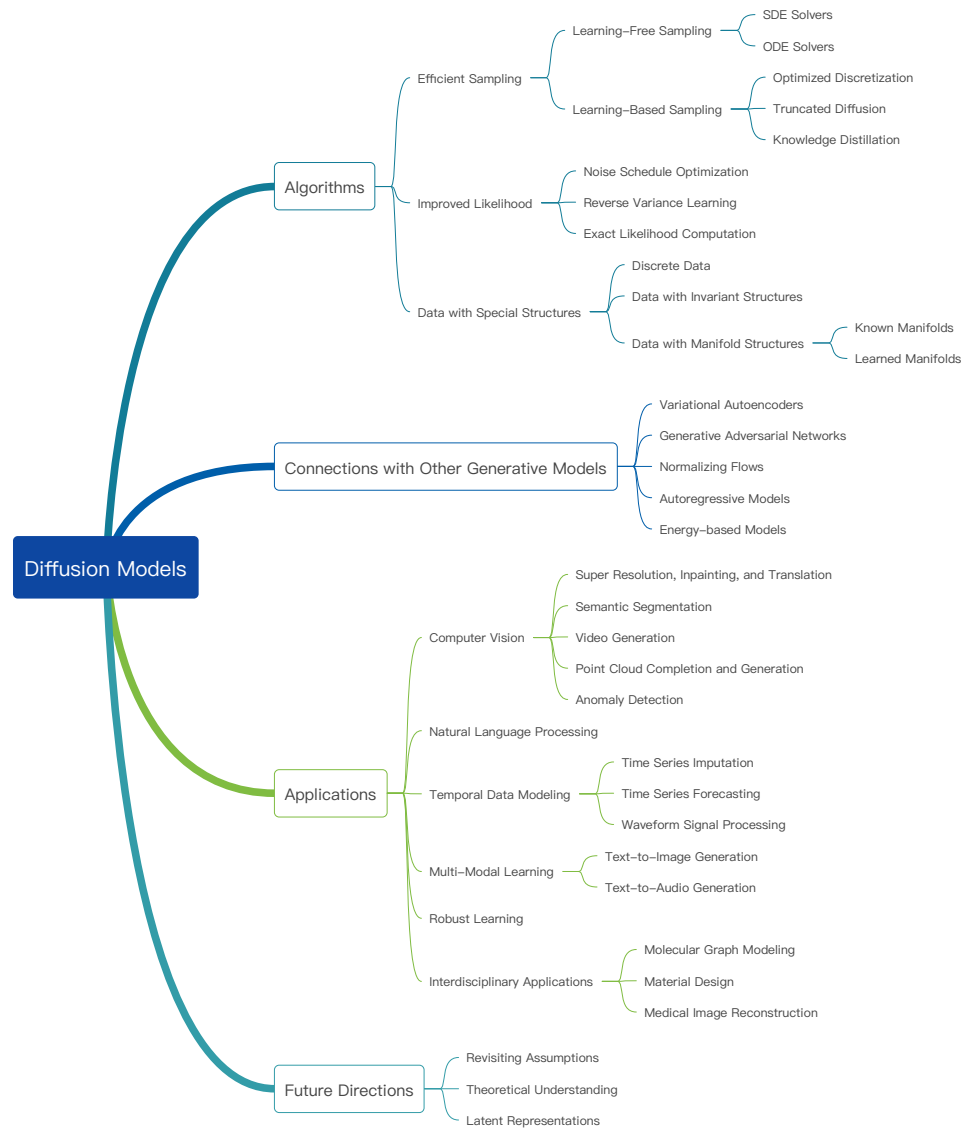 Diffusion Models
Algorithms
Efficient Sampling
Learning-Free Sampling
SDE Solvers
ODE Solvers
Learning-Based Sampling
Optimized Discretization
Truncated Diffusion
Knowledge Distillation
Improved Likelihood
Noise Schedule Optimization
Reverse Variance Learning
Exact Likelihood Computation
Data with Special Structures
Discrete Data
Data with Invariant Structures
Data with Manifold Structures
Known Manifolds
Learned Manifolds
Connections with Other Generative Models
Variational Autoencoders
Generative Adversarial Networks
Normalizing Flows
Autoregressive Models
Energy-based Models
Applications
Computer Vision
Super Resolution, Inpainting, and Translation
Semantic Segmentation
Video Generation
Point Cloud Completion and Generation
Anomaly Detection
Natural Language Processing
Temporal Data Modeling
Time Series Imputation
Time Series Forecasting
Waveform Signal Processing
Multi-Modal Learning
Text-to-Image Generation
Text-to-Audio Generation
Robust Learning
Interdisciplinary Applications
Molecular Graph Modeling
Material Design
Medical Image Reconstruction
Future Directions
Revisiting Assumptions
Theoretical Understanding
Latent Representations